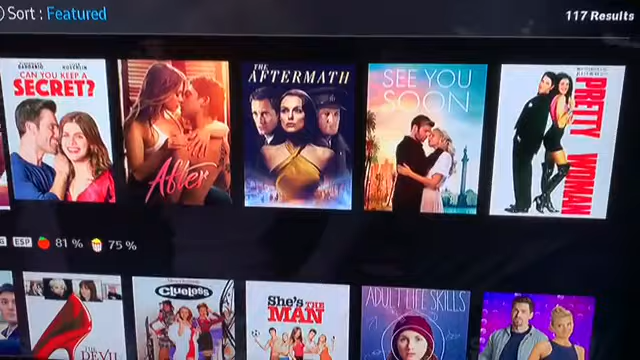 Sort : Featured
117 Results
CAN YOU KEEP A
SECRET?
After
THE
AFTERMATH
SEE YOU
SOON
PRETTY
WOMAN
ESP 81 % 75 %
THE
DEVIL
CLUELESS
She's THE
MAN
ADULT LIFE SKILLS